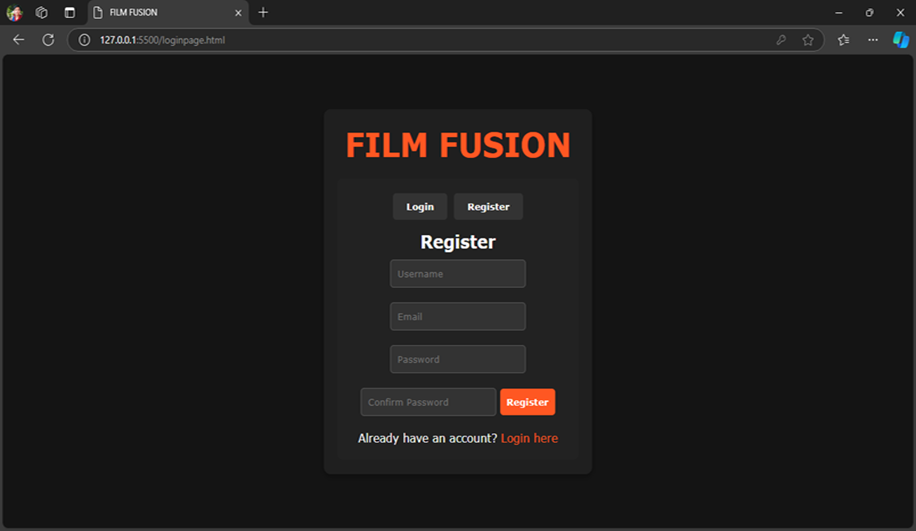 FILM FUSION
127.0.0.1:5500/loginpage.html
FILM FUSION
Login Register
Register
Username
Email
Password
Confirm Password Register
Already have an account? Login here